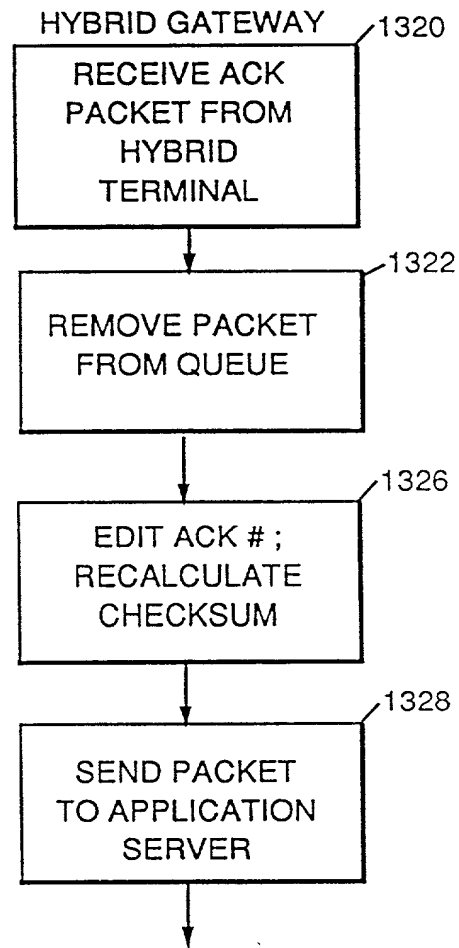 HYBRID GATEWAY
1320
RECEIVE ACK
PACKET FROM
HYBRID
TERMINAL
1322
REMOVE PACKET
FROM QUEUE
1326
EDIT ACK # ;
RECALCULATE
CHECKSUM
1328
SEND PACKET
TO APPLICATION
SERVER